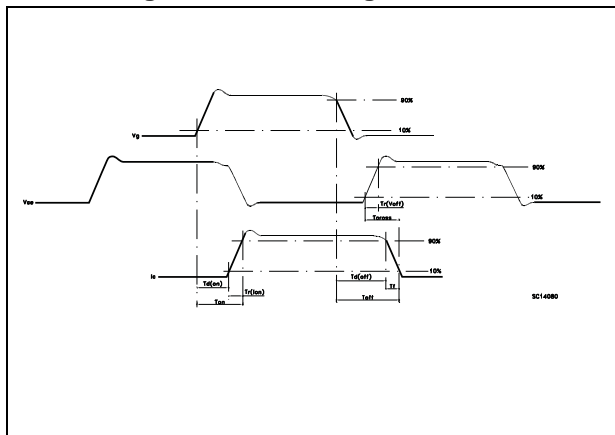 90%
10%
Vg
90%
10%
Vce
Tr(Voff)
Tcross
90%
10%
Ic
Td(on)
Tr(Ion)
Ton
Td(off)
Tf
Toff
SC14080